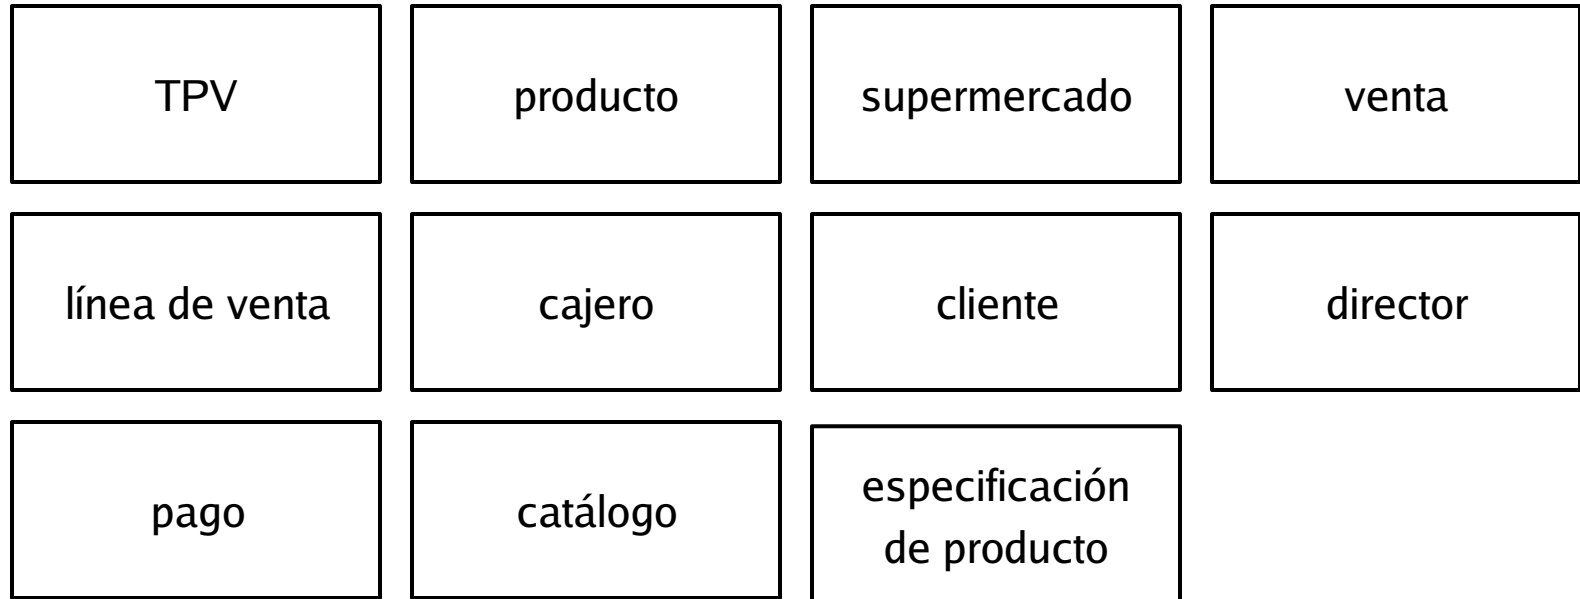 TPV
producto
supermercado
venta
línea de venta
cajero
cliente
director
pago
catálogo
especificación
de producto